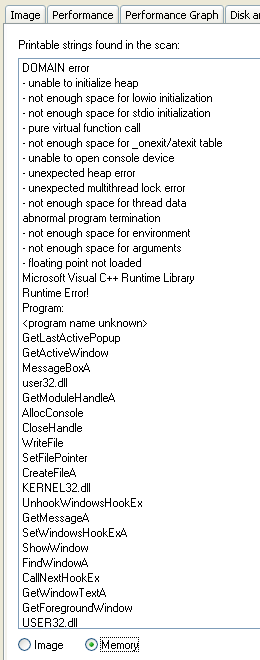 Image Performance Performance Graph Disk a
Printable strings found in the scan:
DOMAIN error
- unable to initialize heap
- not enough space for lowio initialization
- not enough space for stdio initialization
- pure virtual function call
- not enough space for _onexit/atexit table
- unable to open console device
- unexpected heap error
- unexpected multithread lock error
- not enough space for thread data
abnormal program termination
- not enough space for environment
- not enough space for arguments
- floating point not loaded
Microsoft Visual C++ Runtime Library
Runtime Error!
Program:
<program name unknown>
GetLastActivePopup
GetActiveWindow
MessageBoxA
user32.dll
GetModuleHandleA
AllocConsole
CloseHandle
WriteFile
SetFilePointer
CreateFileA
KERNEL32.dll
UnhookWindowsHookEx
GetMessageA
SetWindowsHookExA
ShowWindow
FindWindowA
CallNextHookEx
GetWindowTextA
GetForegroundWindow
USER32.dll
Image Memory